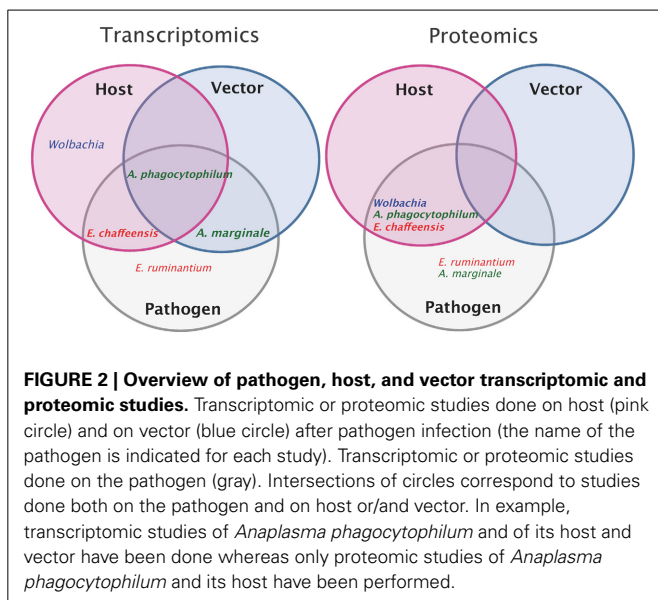 Transcriptomics
Proteomics
Host
Vector
Wolbachia
A. phagocytophilum
E. chaffeensis
A. marginale
E. ruminantium
Pathogen
Host
Vector
Wolbachia
A. phagocytophilum
E. chaffeensis
E. ruminantium
A. marginale
Pathogen
FIGURE 2 | Overview of pathogen, host, and vector transcriptomic and
proteomic studies. Transcriptomic or proteomic studies done on host (pink
circle) and on vector (blue circle) after pathogen infection (the name of the
pathogen is indicated for each study). Transcriptomic or proteomic studies
done on the pathogen (gray). Intersections of circles correspond to studies
done both on the pathogen and on host or/and vector. In example,
transcriptomic studies of Anaplasma phagocytophilum and of its host and
vector have been done whereas only proteomic studies of Anaplasma
phagocytophilum and its host have been performed.